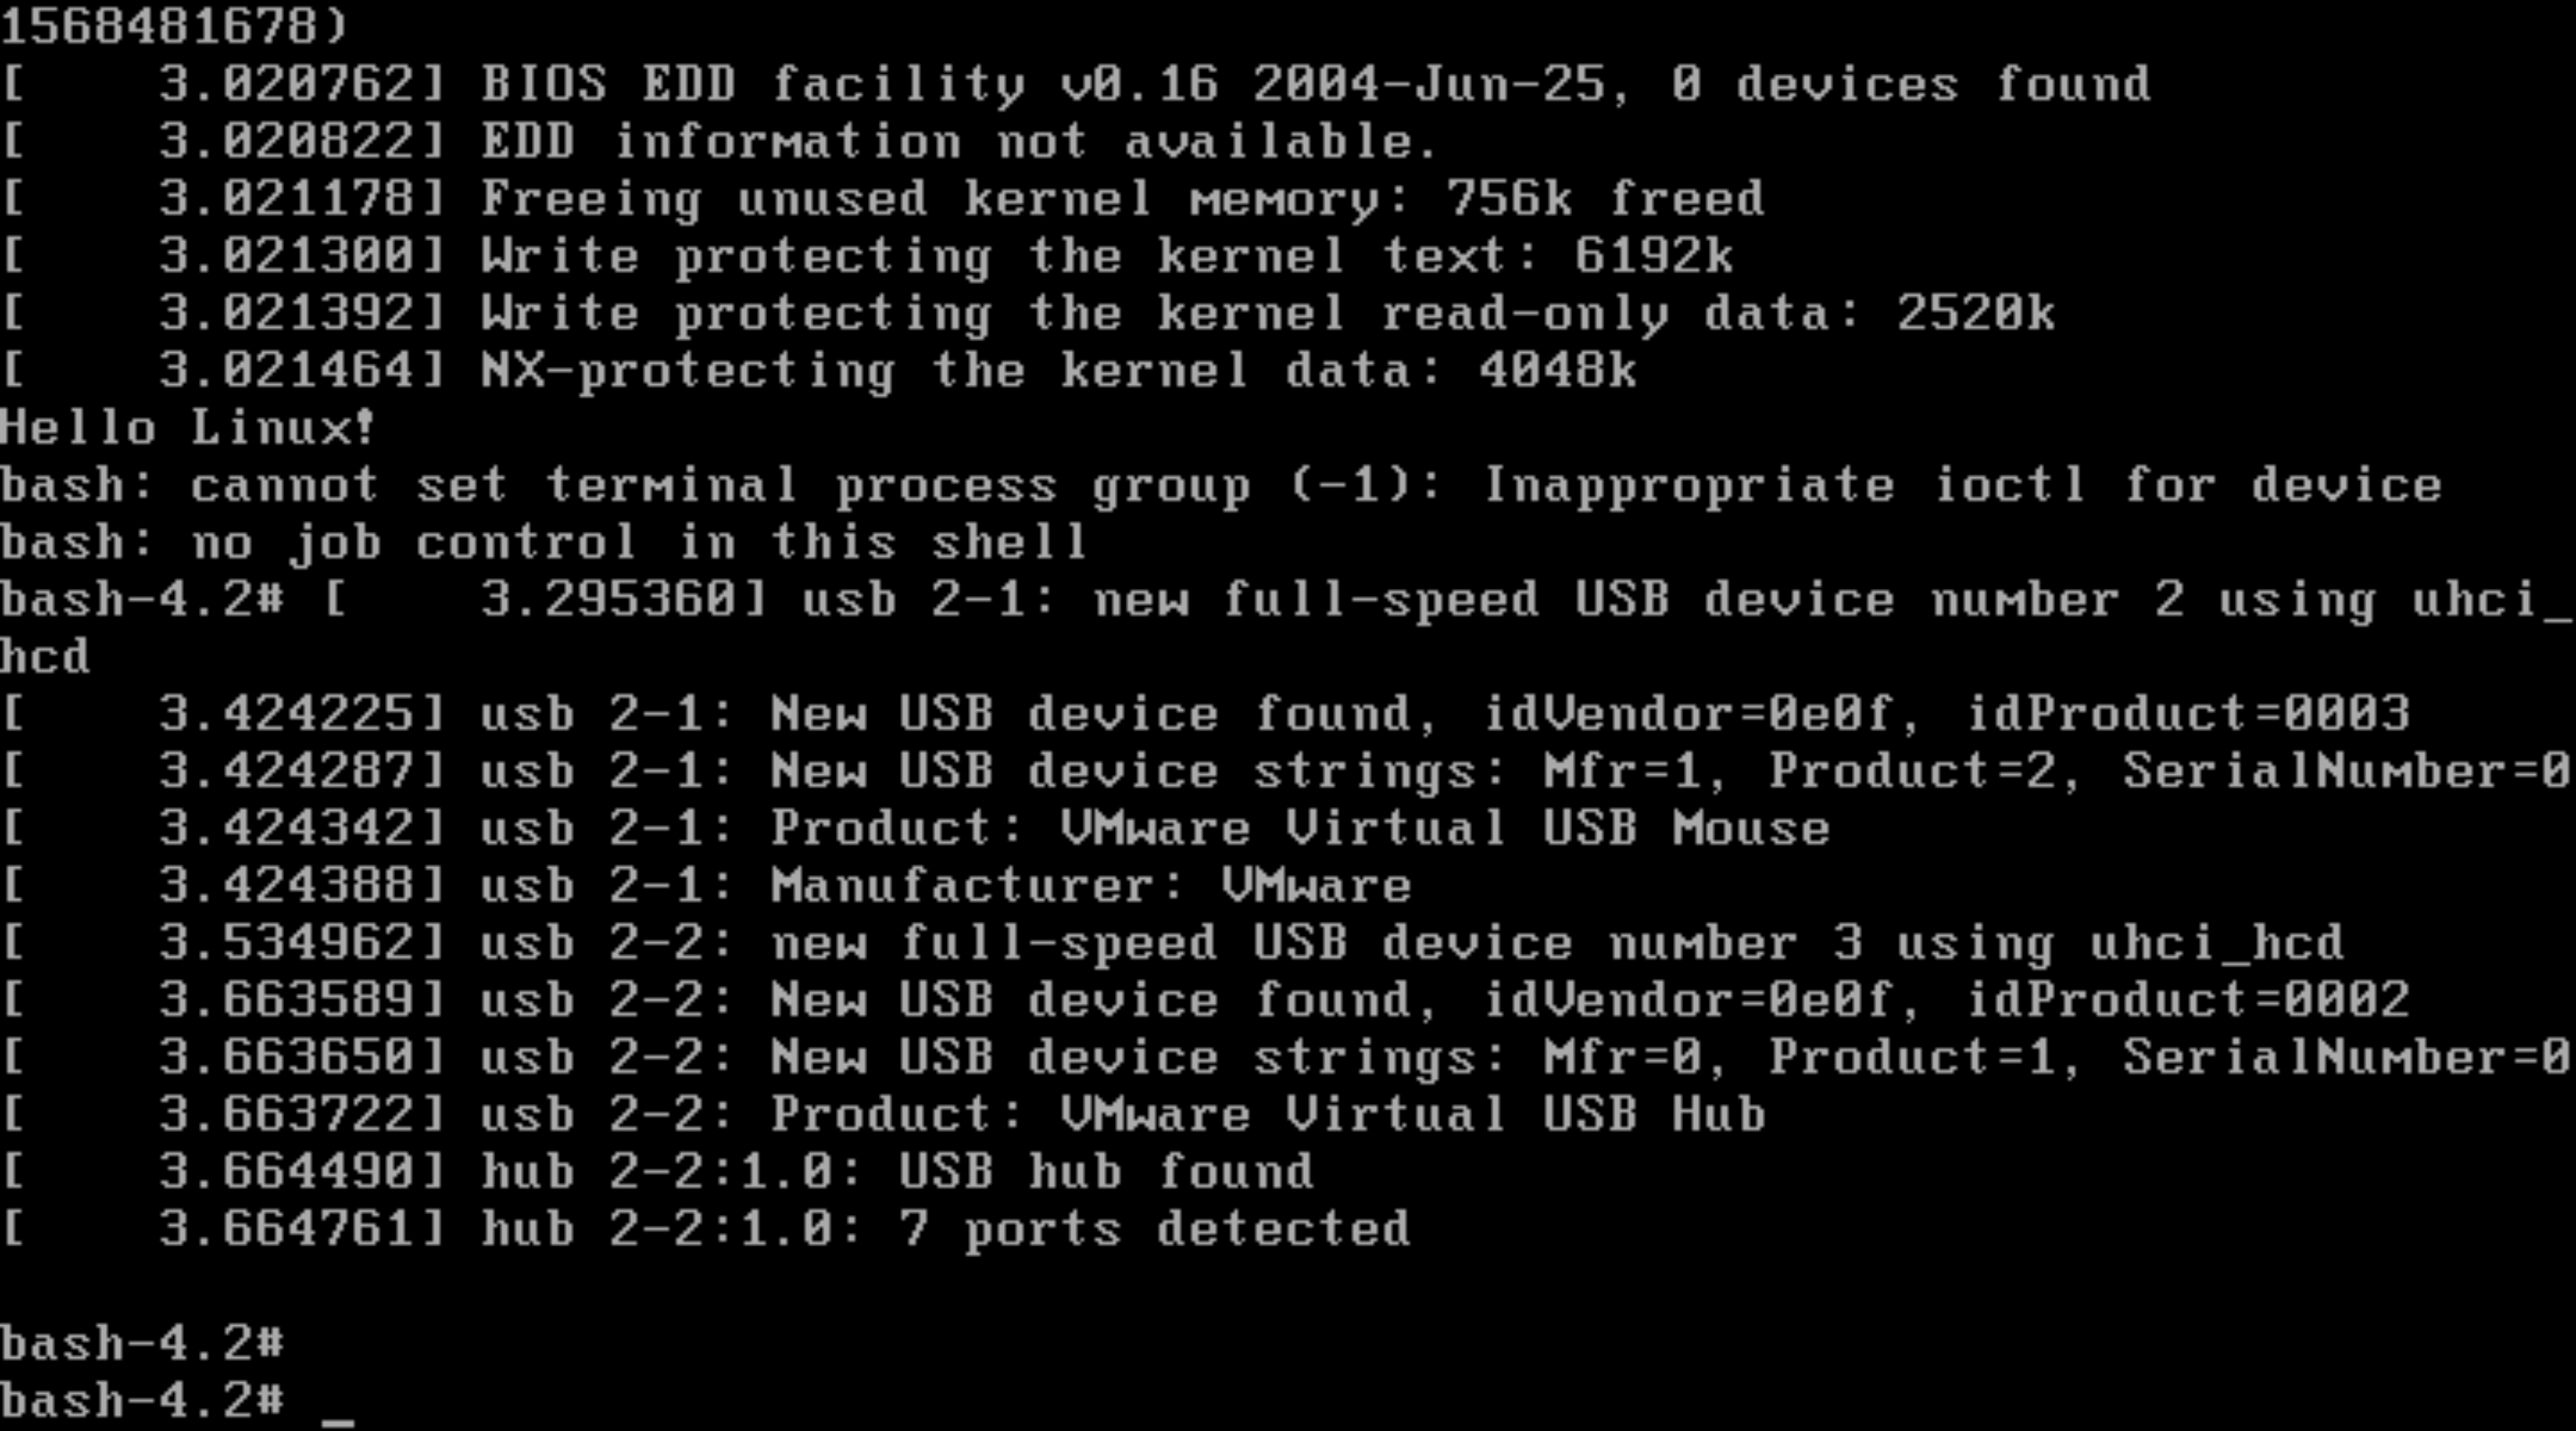 1568481678)
[    3.020762] BIOS EDD facility v0.16 2004-Jun-25, 0 devices found
[    3.020822] EDD information not available.
[    3.021178] Freeing unused kernel memory: 756k freed
[    3.021300] Write protecting the kernel text: 6192k
[    3.021392] Write protecting the kernel read-only data: 2520k
[    3.021464] NX-protecting the kernel data: 4048k
Hello Linux!
bash: cannot set terminal process group (-1): Inappropriate ioctl for device
bash: no job control in this shell
bash-4.2# [    3.295360] usb 2-1: new full-speed USB device number 2 using uhci_
hcd
[    3.424225] usb 2-1: New USB device found, idVendor=0e0f, idProduct=0003
[    3.424287] usb 2-1: New USB device strings: Mfr=1, Product=2, SerialNumber=0
[    3.424342] usb 2-1: Product: VMware Virtual USB Mouse
[    3.424388] usb 2-1: Manufacturer: VMware
[    3.534962] usb 2-2: new full-speed USB device number 3 using uhci_hcd
[    3.663589] usb 2-2: New USB device found, idVendor=0e0f, idProduct=0002
[    3.663650] usb 2-2: New USB device strings: Mfr=0, Product=1, SerialNumber=0
[    3.663722] usb 2-2: Product: VMware Virtual USB Hub
[    3.664490] hub 2-2:1.0: USB hub found
[    3.664761] hub 2-2:1.0: 7 ports detected
bash-4.2#
bash-4.2# _